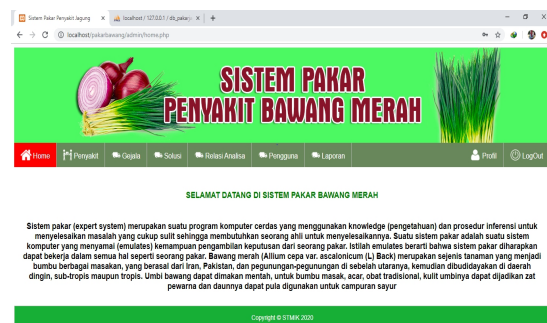 Sistem Pakar Penyakit Jagung
localhost / 127.0.0.1 / db_pakar
localhost/pakarbawang/admin/home.php
SISTEM PAKAR
PENYAKIT BAWANG MERAH
Home Penyakit Gejala Solusi Relasi Analisa Pengguna Laporan Profil LogOut
SELAMAT DATANG DI SISTEM PAKAR BAWANG MERAH
Sistem pakar (expert system) merupakan suatu program komputer cerdas yang menggunakan knowledge (pengetahuan) dan prosedur inferensi untuk
menyelesaikan masalah yang cukup sulit sehingga membutuhkan seorang ahli untuk menyelesaikannya. Suatu sistem pakar adalah suatu sistem
komputer yang menyamai (emulates) kemampuan pengambilan keputusan dari seorang pakar. Istilah emulates berarti bahwa sistem pakar diharapkan
dapat bekerja dalam semua hal seperti seorang pakar. Bawang merah (Allium cepa var. ascalonicum (L) Back) merupakan sejenis tanaman yang menjadi
bumbu berbagai masakan, yang berasal dari Iran, Pakistan, dan pegunungan-pegunungan di sebelah utaranya, kemudian dibudidayakan di daerah
dingin, sub-tropis maupun tropis. Umbi bawang dapat dimakan mentah, untuk bumbu masak, acar, obat tradisional, kulit umbinya dapat dijadikan zat
pewarna dan daunnya dapat pula digunakan untuk campuran sayur
Copyright © STMIK 2020